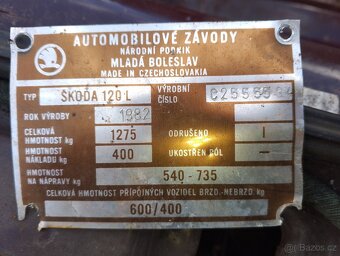 AUTOMOBILOVÉ ZÁVODY
NÁRODNÍ PODNIK
MLADÁ BOLESLAV
MADE IN CZECHOSLOVAKIA
TYP ŠKODA 120 L VÝROBNÍ ČÍSLO
ROK VÝROBY 1982
CELKOVÁ HMOTNOST kg 1275 ODRUŠENO I
HMOTNOST NÁKLADU kg 400 UKOSTŘEN PÓL –
HMOTNOST NA NÁPRAVY kg 540 - 735
CELKOVÁ HMOTNOST PŘÍPOJNÝCH VOZIDEL BRZD.-NEBRZD. kg
600/400